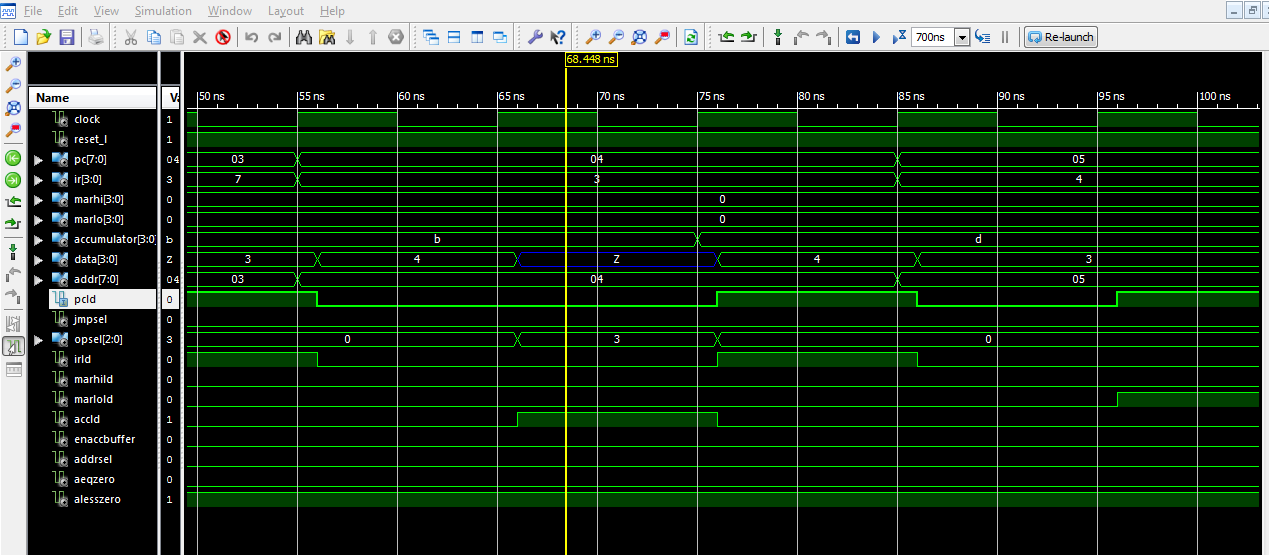 File Edit View Simulation Window Layout Help
700ns Re-launch
68.448 ns
Name Va 50 ns 55 ns 60 ns 65 ns 70 ns 75 ns 80 ns 85 ns 90 ns 95 ns 100 ns
clock 1
reset_l 1
pc[7:0] 04 03 04 05
ir[3:0] 3 7 3 4
marhi[3:0] 0 0
marlo[3:0] 0 0
accumulator[3:0] b b d
data[3:0] Z 3 4 Z 4 3
addr[7:0] 04 03 04 05
pcld 0
jmpsel 0
opsel[2:0] 3 0 3 0
irld 0
marhild 0
marlold 0
accld 1
enaccbuffer 0
addrsel 0
aeqzero 0
alesszero 1